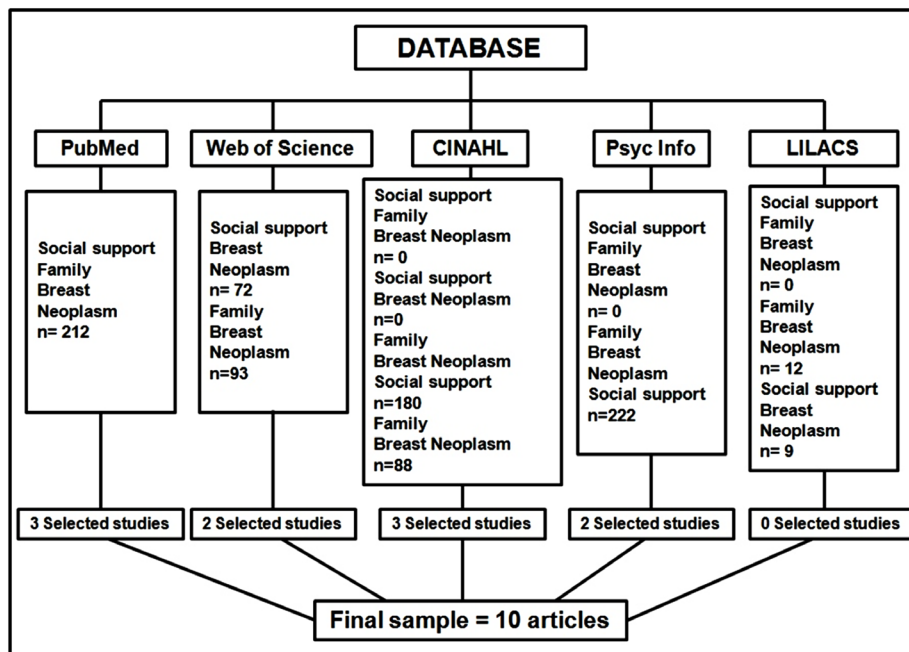 DATABASE
PubMed
Social support
Family
Breast
Neoplasm
n= 212
3 Selected studies
Web of Science
Social support
Breast
Neoplasm
n= 72
Family
Breast
Neoplasm
n=93
2 Selected studies
CINAHL
Social support
Family
Breast Neoplasm
n= 0
Social support
Breast Neoplasm
n=0
Family
Breast Neoplasm
Social support
n=180
Family
Breast Neoplasm
n=88
3 Selected studies
Psyc Info
Social support
Family
Breast
Neoplasm
n= 0
Family
Breast
Neoplasm
Social support
n=222
2 Selected studies
LILACS
Social support
Family
Breast
Neoplasm
n= 0
Family
Breast
Neoplasm
n= 12
Social support
Breast
Neoplasm
n= 9
0 Selected studies
Final sample = 10 articles